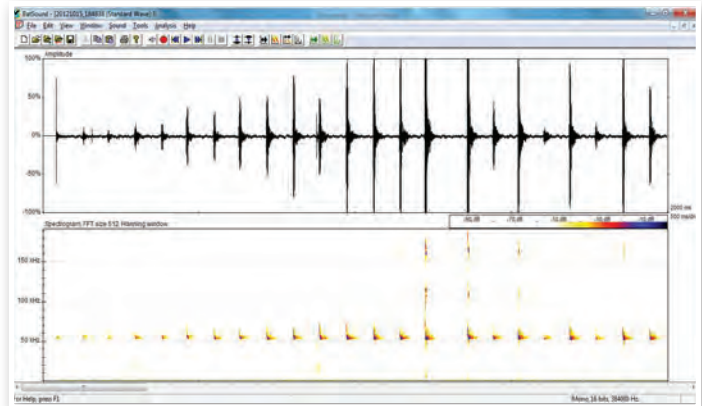 BatSound - [20121015_184838 (Standard Wave)]
File Edit View Window Sound Tools Analysis Help
Amplitude
100%
50%
0%
-50%
-100%
2000 ms
Spectrogram, FFT size 512, Hanning window.
150 kHz
100 kHz
50 kHz
For Help, press F1
Mono, 16 bits, 384000 Hz.